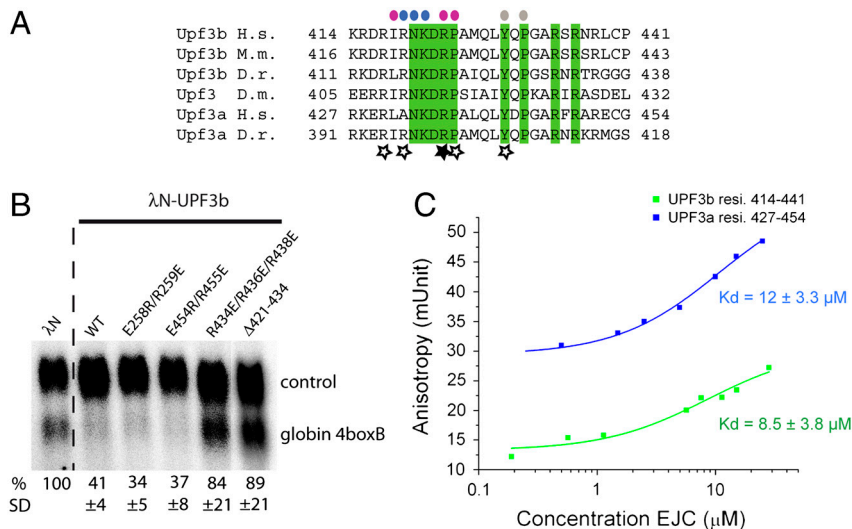 A
Upf3b H.s. 414 KRDRIRNKDRPAMQLYQPGARSRNRLCP 441
Upf3b M.m. 416 KRDRIRNKDRPAMQLYQPGARSRNRLCP 443
Upf3b D.r. 411 RKDRLRNKDRPAIQLYQPGSRNRTRGGG 438
Upf3 D.m. 405 EERRIRNKDRPSIAIYQPKARIRASDEL 432
Upf3a H.s. 427 RKERLANKDRPALQLYDPGARFRARECG 454
Upf3a D.r. 391 RKERIRNKDRPAMQLYQPGARNRKRMGS 418
B
λN-UPF3b
λN WT E258R/R259E E454R/R455E R434E/R436E/R438E Δ421-434
control
globin 4boxB
% 100 41 34 37 84 89
SD ±4 ±5 ±8 ±21 ±21
C
UPF3b resi. 414-441
UPF3a resi. 427-454
Anisotropy (mUnit)
50
45
40
35
30
25
20
15
10
Kd = 12 ± 3.3 μM
Kd = 8.5 ± 3.8 μM
0.1 1 10
Concentration EJC (μM)